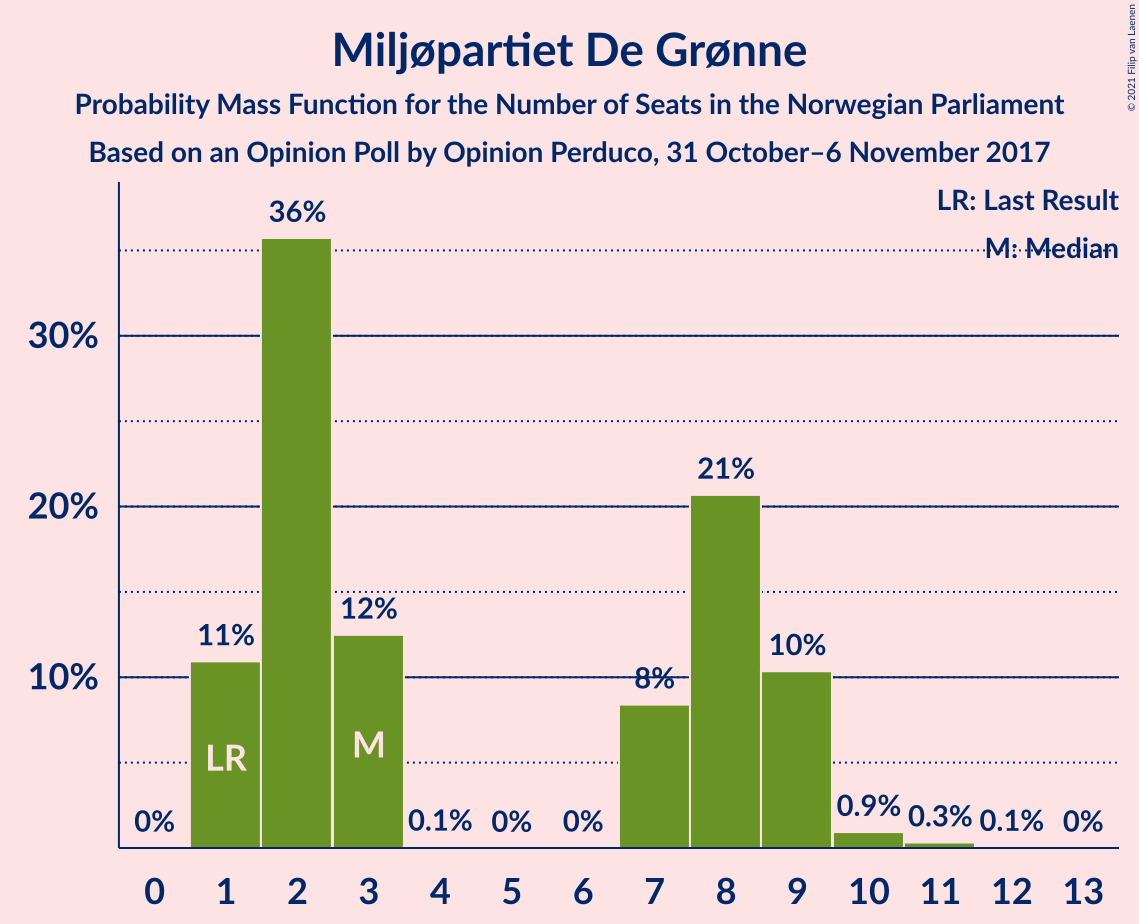 Miljøpartiet De Grønne
Probability Mass Function for the Number of Seats in the Norwegian Parliament
Based on an Opinion Poll by Opinion Perduco, 31 October–6 November 2017
© 2021 Filip van Laenen
LR: Last Result
M: Median
30%
20%
10%
0%
11%
36%
12%
0.1%
0%
0%
8%
21%
10%
0.9%
0.3%
0.1%
0%
LR
M
0 1 2 3 4 5 6 7 8 9 10 11 12 13